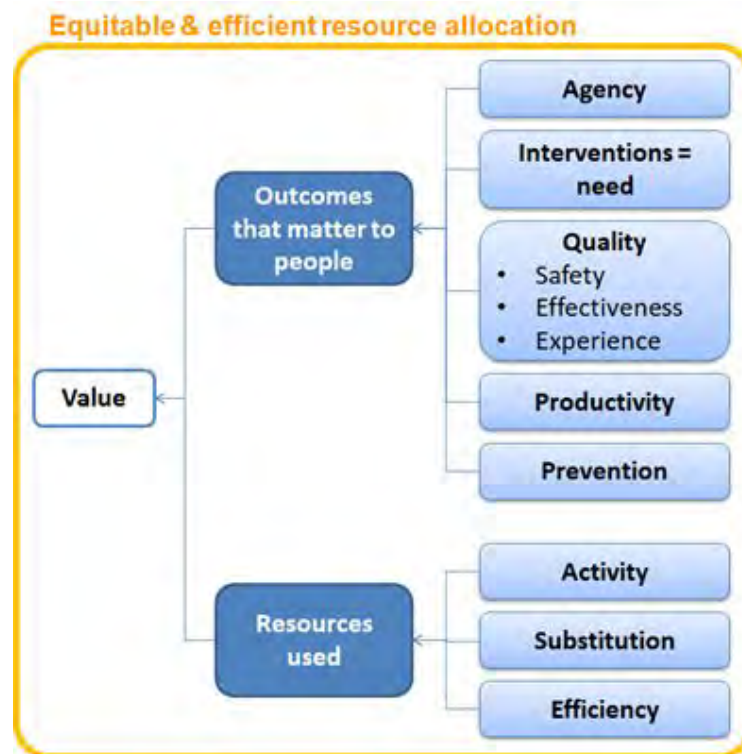 Equitable & efficient resource allocation
Agency
Interventions =
need
Outcomes
that matter to
people
Quality
• Safety
• Effectiveness
• Experience
Value
Productivity
Prevention
Activity
Resources
used
Substitution
Efficiency